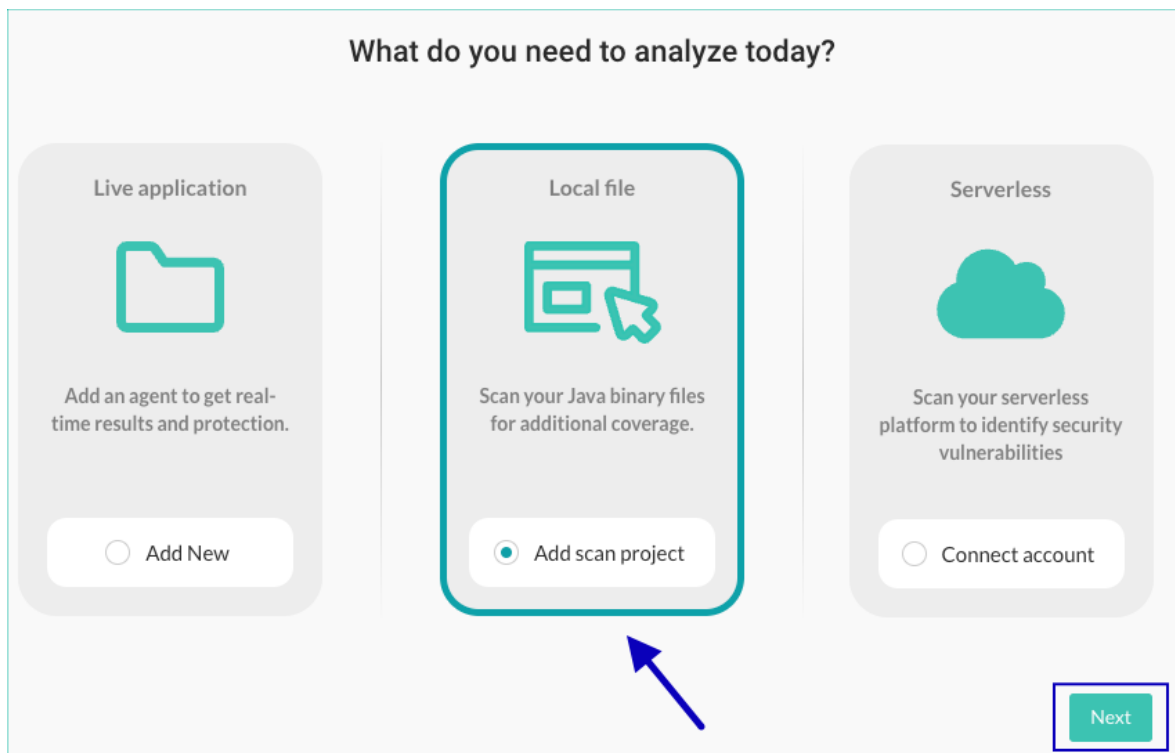 What do you need to analyze today?
Live application
Add an agent to get real-
time results and protection.
Add New
Local file
Scan your Java binary files
for additional coverage.
Add scan project
Serverless
Scan your serverless
platform to identify security
vulnerabilities
Connect account
Next